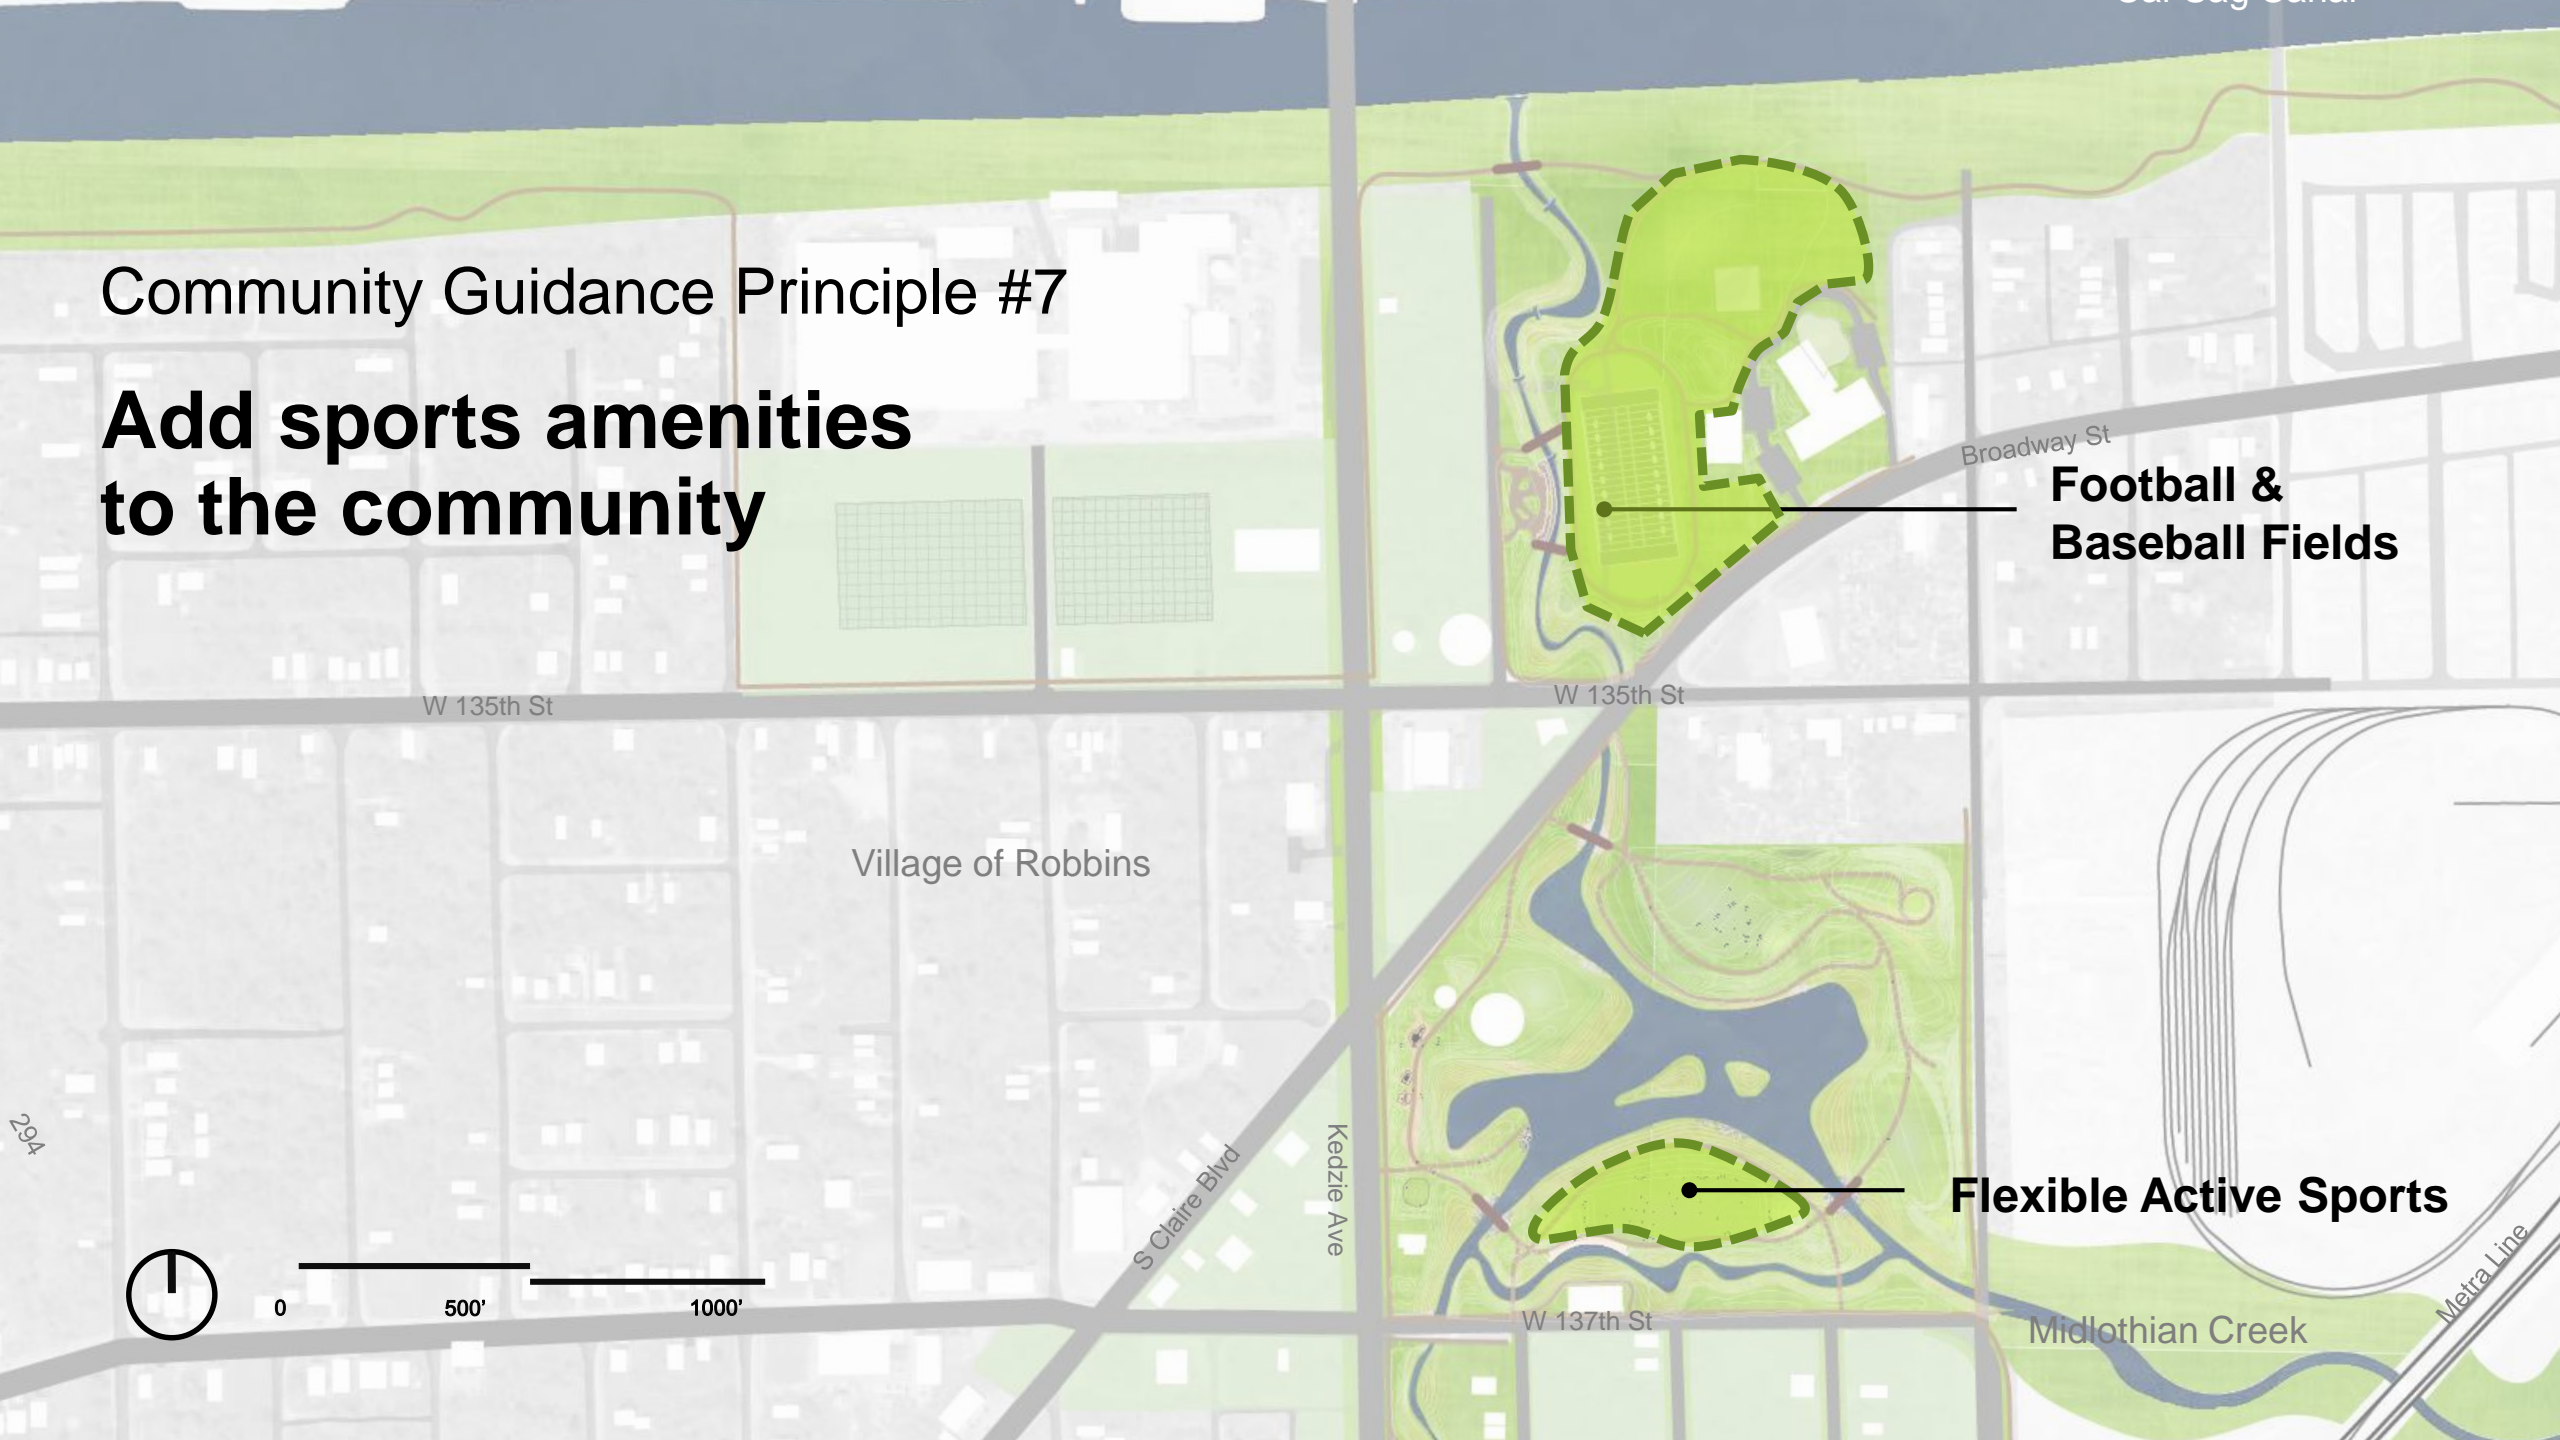 Community Guidance Principle #7
Add sports amenities
to the community
Broadway St
Football &
Baseball Fields
W 135th St
W 135th St
Village of Robbins
294
S Claire Blvd
Kedzie Ave
Flexible Active Sports
Metra Line
0 500' 1000'
W 137th St
Midlothian Creek